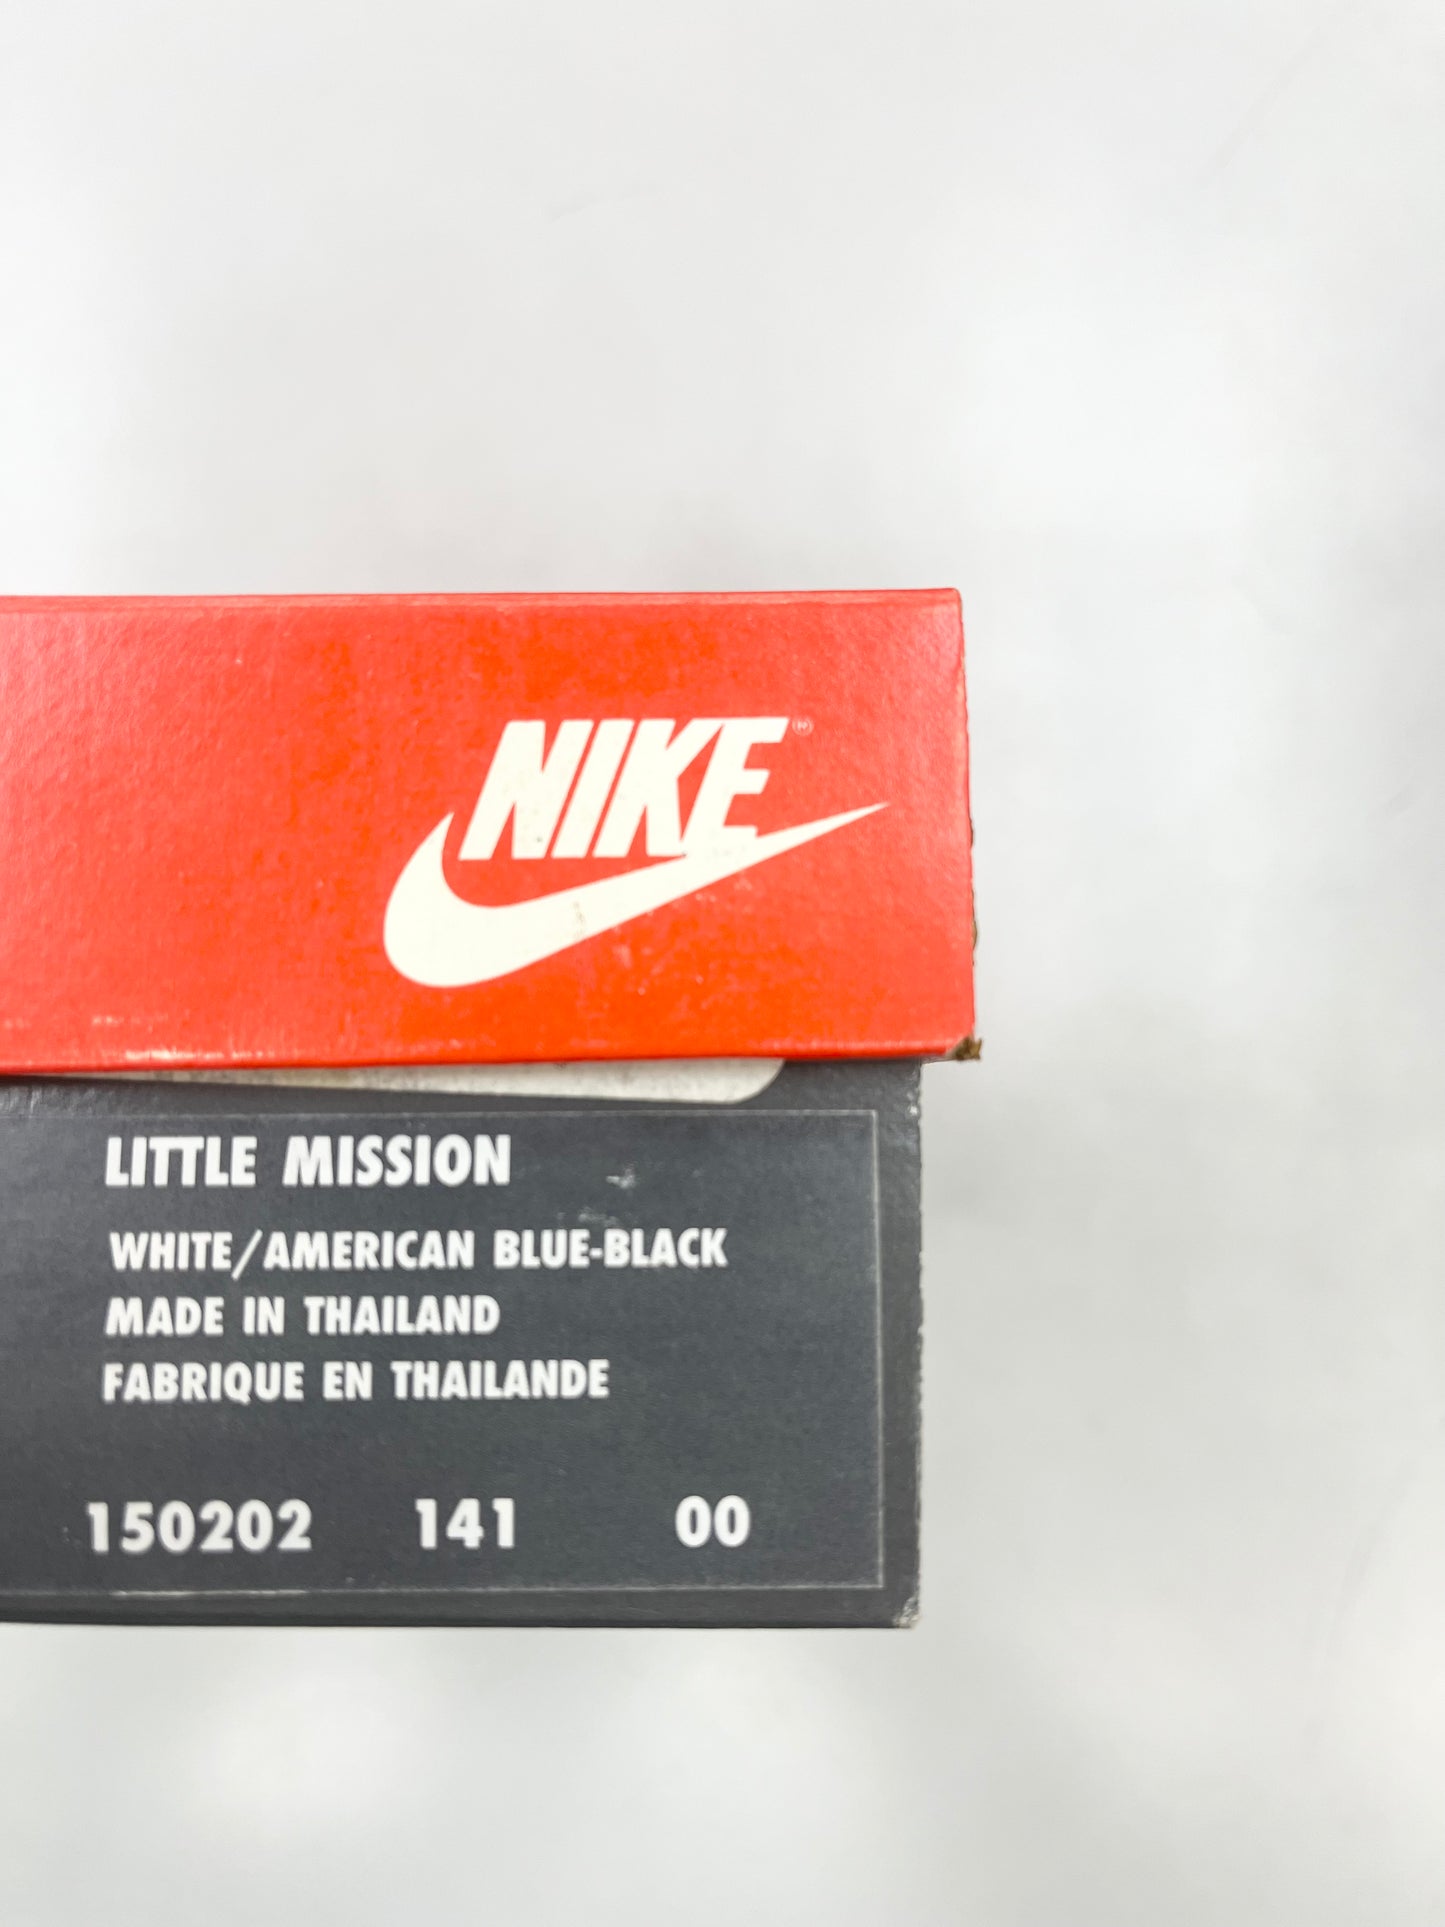 NIKE®
LITTLE MISSION
WHITE/AMERICAN BLUE-BLACK
MADE IN THAILAND
FABRIQUE EN THAILANDE
150202 141 00